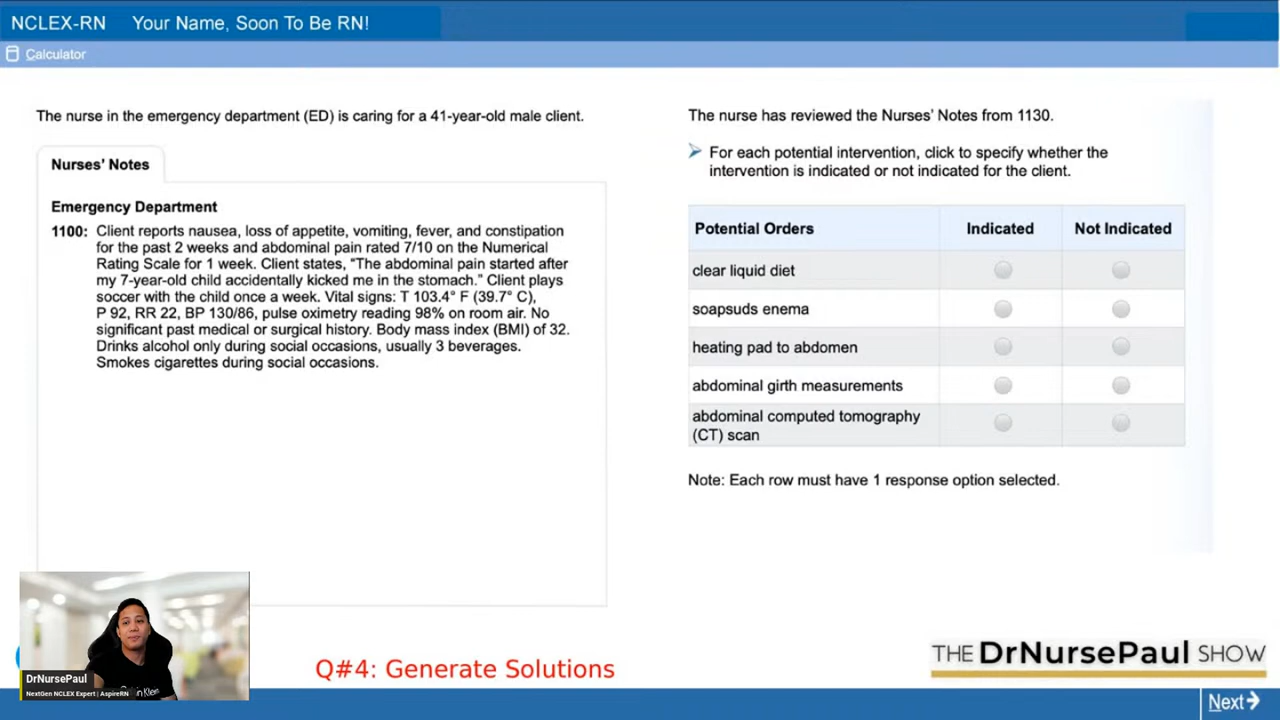 NCLEX-RN Your Name, Soon To Be RN!
Calculator
The nurse in the emergency department (ED) is caring for a 41-year-old male client.
Nurses' Notes
Emergency Department
1100: Client reports nausea, loss of appetite, vomiting, fever, and constipation
for the past 2 weeks and abdominal pain rated 7/10 on the Numerical
Rating Scale for 1 week. Client states, "The abdominal pain started after
my 7-year-old child accidentally kicked me in the stomach." Client plays
soccer with the child once a week. Vital signs: T 103.4° F (39.7° C),
P 92, RR 22, BP 130/86, pulse oximetry reading 98% on room air. No
significant past medical or surgical history. Body mass index (BMI) of 32.
Drinks alcohol only during social occasions, usually 3 beverages.
Smokes cigarettes during social occasions.
The nurse has reviewed the Nurses' Notes from 1130.
For each potential intervention, click to specify whether the
intervention is indicated or not indicated for the client.
Potential Orders Indicated Not Indicated
clear liquid diet
soapsuds enema
heating pad to abdomen
abdominal girth measurements
abdominal computed tomography
(CT) scan
Note: Each row must have 1 response option selected.
DrNursePaul
NextGen NCLEX Expert | AspireRN
Q#4: Generate Solutions
THE DrNursePaul SHOW
Next